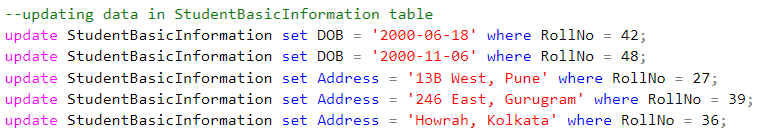 --updating data in StudentBasicInformation table
update StudentBasicInformation set DOB = '2000-06-18' where RollNo = 42;
update StudentBasicInformation set DOB = '2000-11-06' where RollNo = 48;
update StudentBasicInformation set Address = '13B West, Pune' where RollNo = 27;
update StudentBasicInformation set Address = '246 East, Gurugram' where RollNo = 39;
update StudentBasicInformation set Address = 'Howrah, Kolkata' where RollNo = 36;